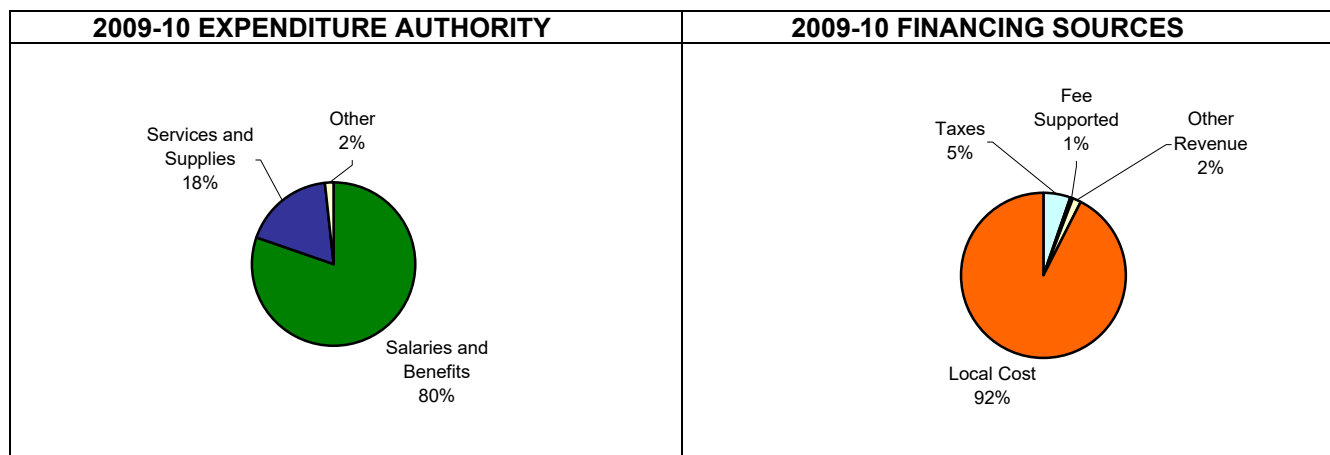 2009-10 EXPENDITURE AUTHORITY
Other
2%
Services and
Supplies
18%
Salaries and
Benefits
80%
2009-10 FINANCING SOURCES
Taxes
5%
Fee
Supported
1%
Other
Revenue
2%
Local Cost
92%